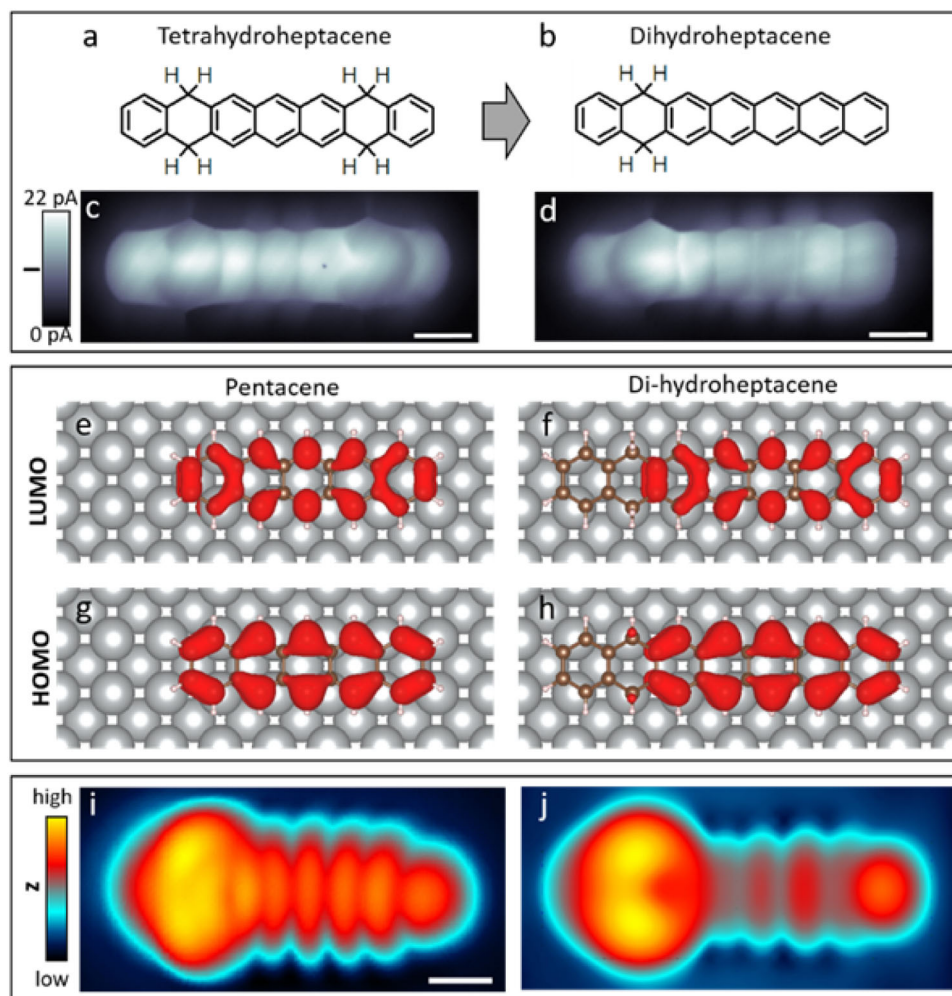 a Tetrahydroheptacene
b Dihydroheptacene
H H H H
H H
H H H H
H H
22 pA
I
0 pA
c
d
Pentacene
Di-hydroheptacene
LUMO
e
f
HOMO
g
h
high
z
low
i
j